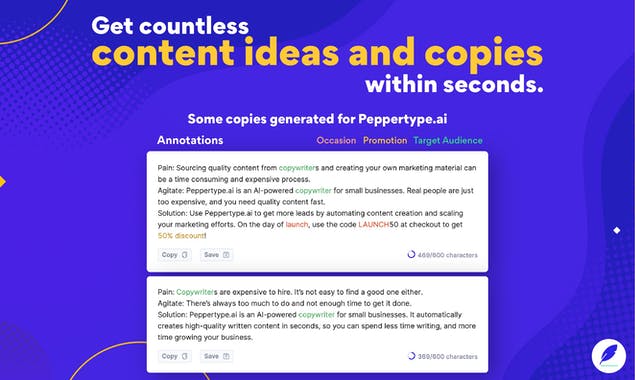 Get countless
content ideas and copies
within seconds.
Some copies generated for Peppertype.ai
Annotations Occasion Promotion Target Audience
Pain: Sourcing quality content from copywriters and creating your own marketing material can
be a time consuming and expensive process.
Agitate: Peppertype.ai is an AI-powered copywriter for small businesses. Real people are just
too expensive, and you need quality content fast.
Solution: Use Peppertype.ai to get more leads by automating content creation and scaling
your marketing efforts. On the day of launch, use the code LAUNCH50 at checkout to get
50% discount!
Copy Save 469/600 characters
Pain: Copywriters are expensive to hire. It's not easy to find a good one either.
Agitate: There's always too much to do and not enough time to get it done.
Solution: Peppertype.ai is an AI-powered copywriter for small businesses. It automatically
creates high-quality written content in seconds, so you can spend less time writing, and more
time growing your business.
Copy Save 369/600 characters